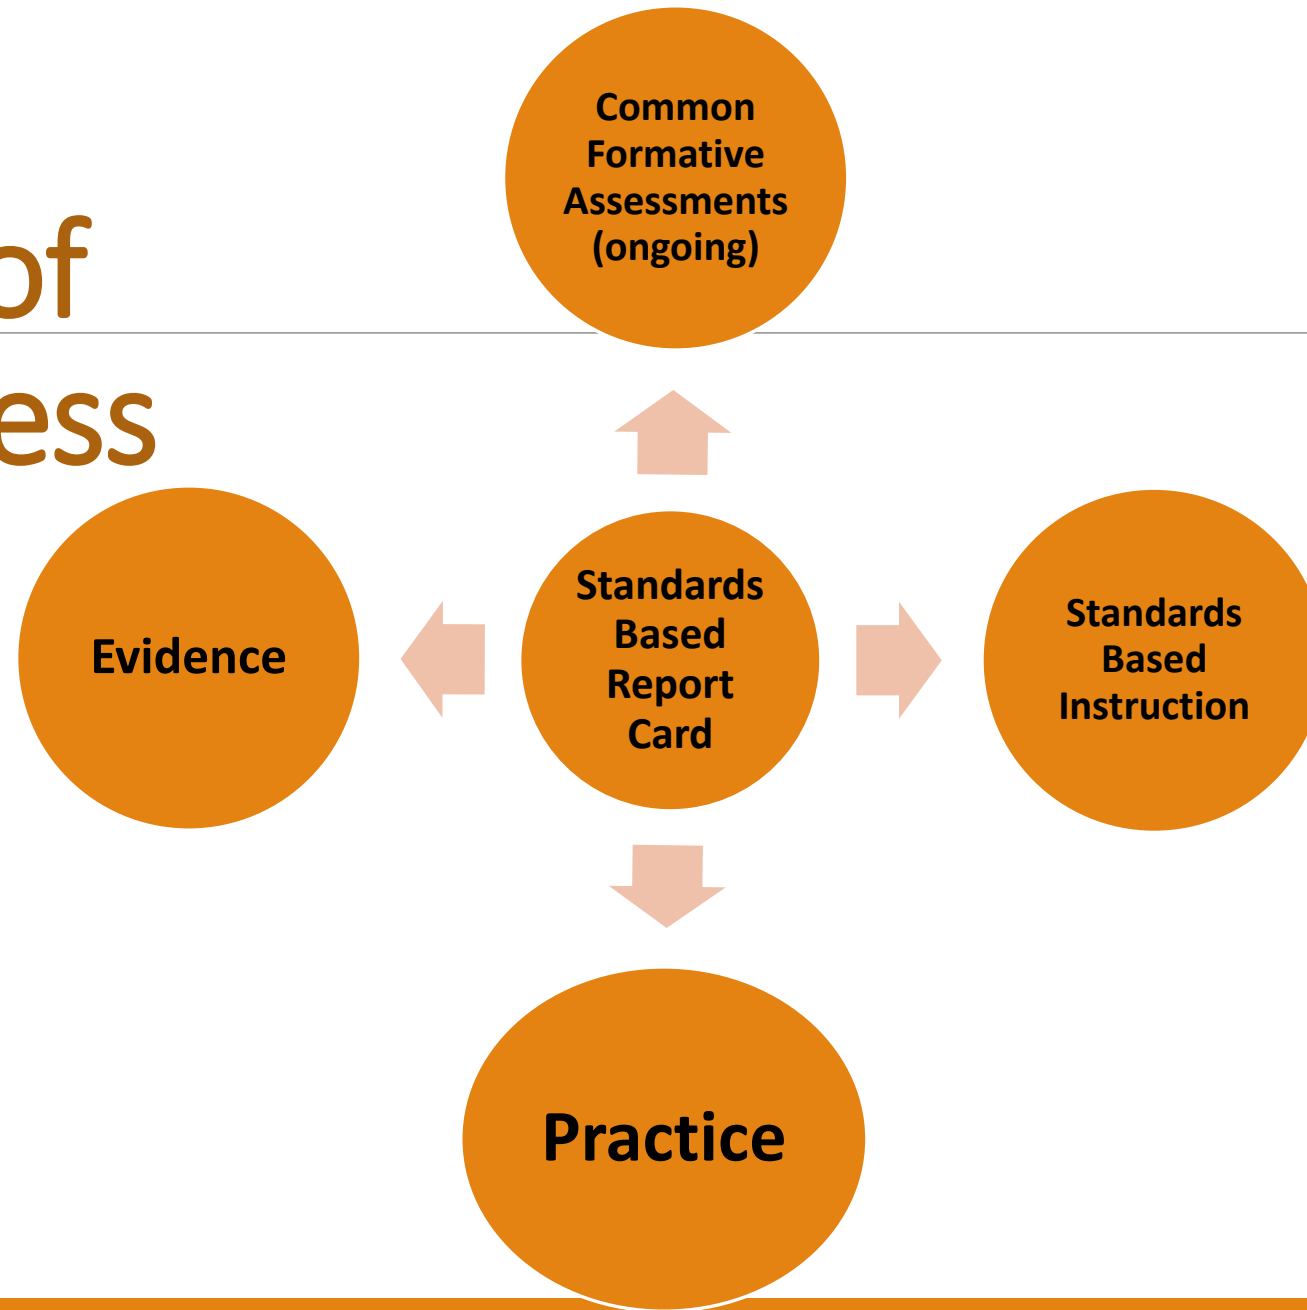 of
ess
Common
Formative
Assessments
(ongoing)
Evidence
Standards
Based
Report
Card
Standards
Based
Instruction
Practice